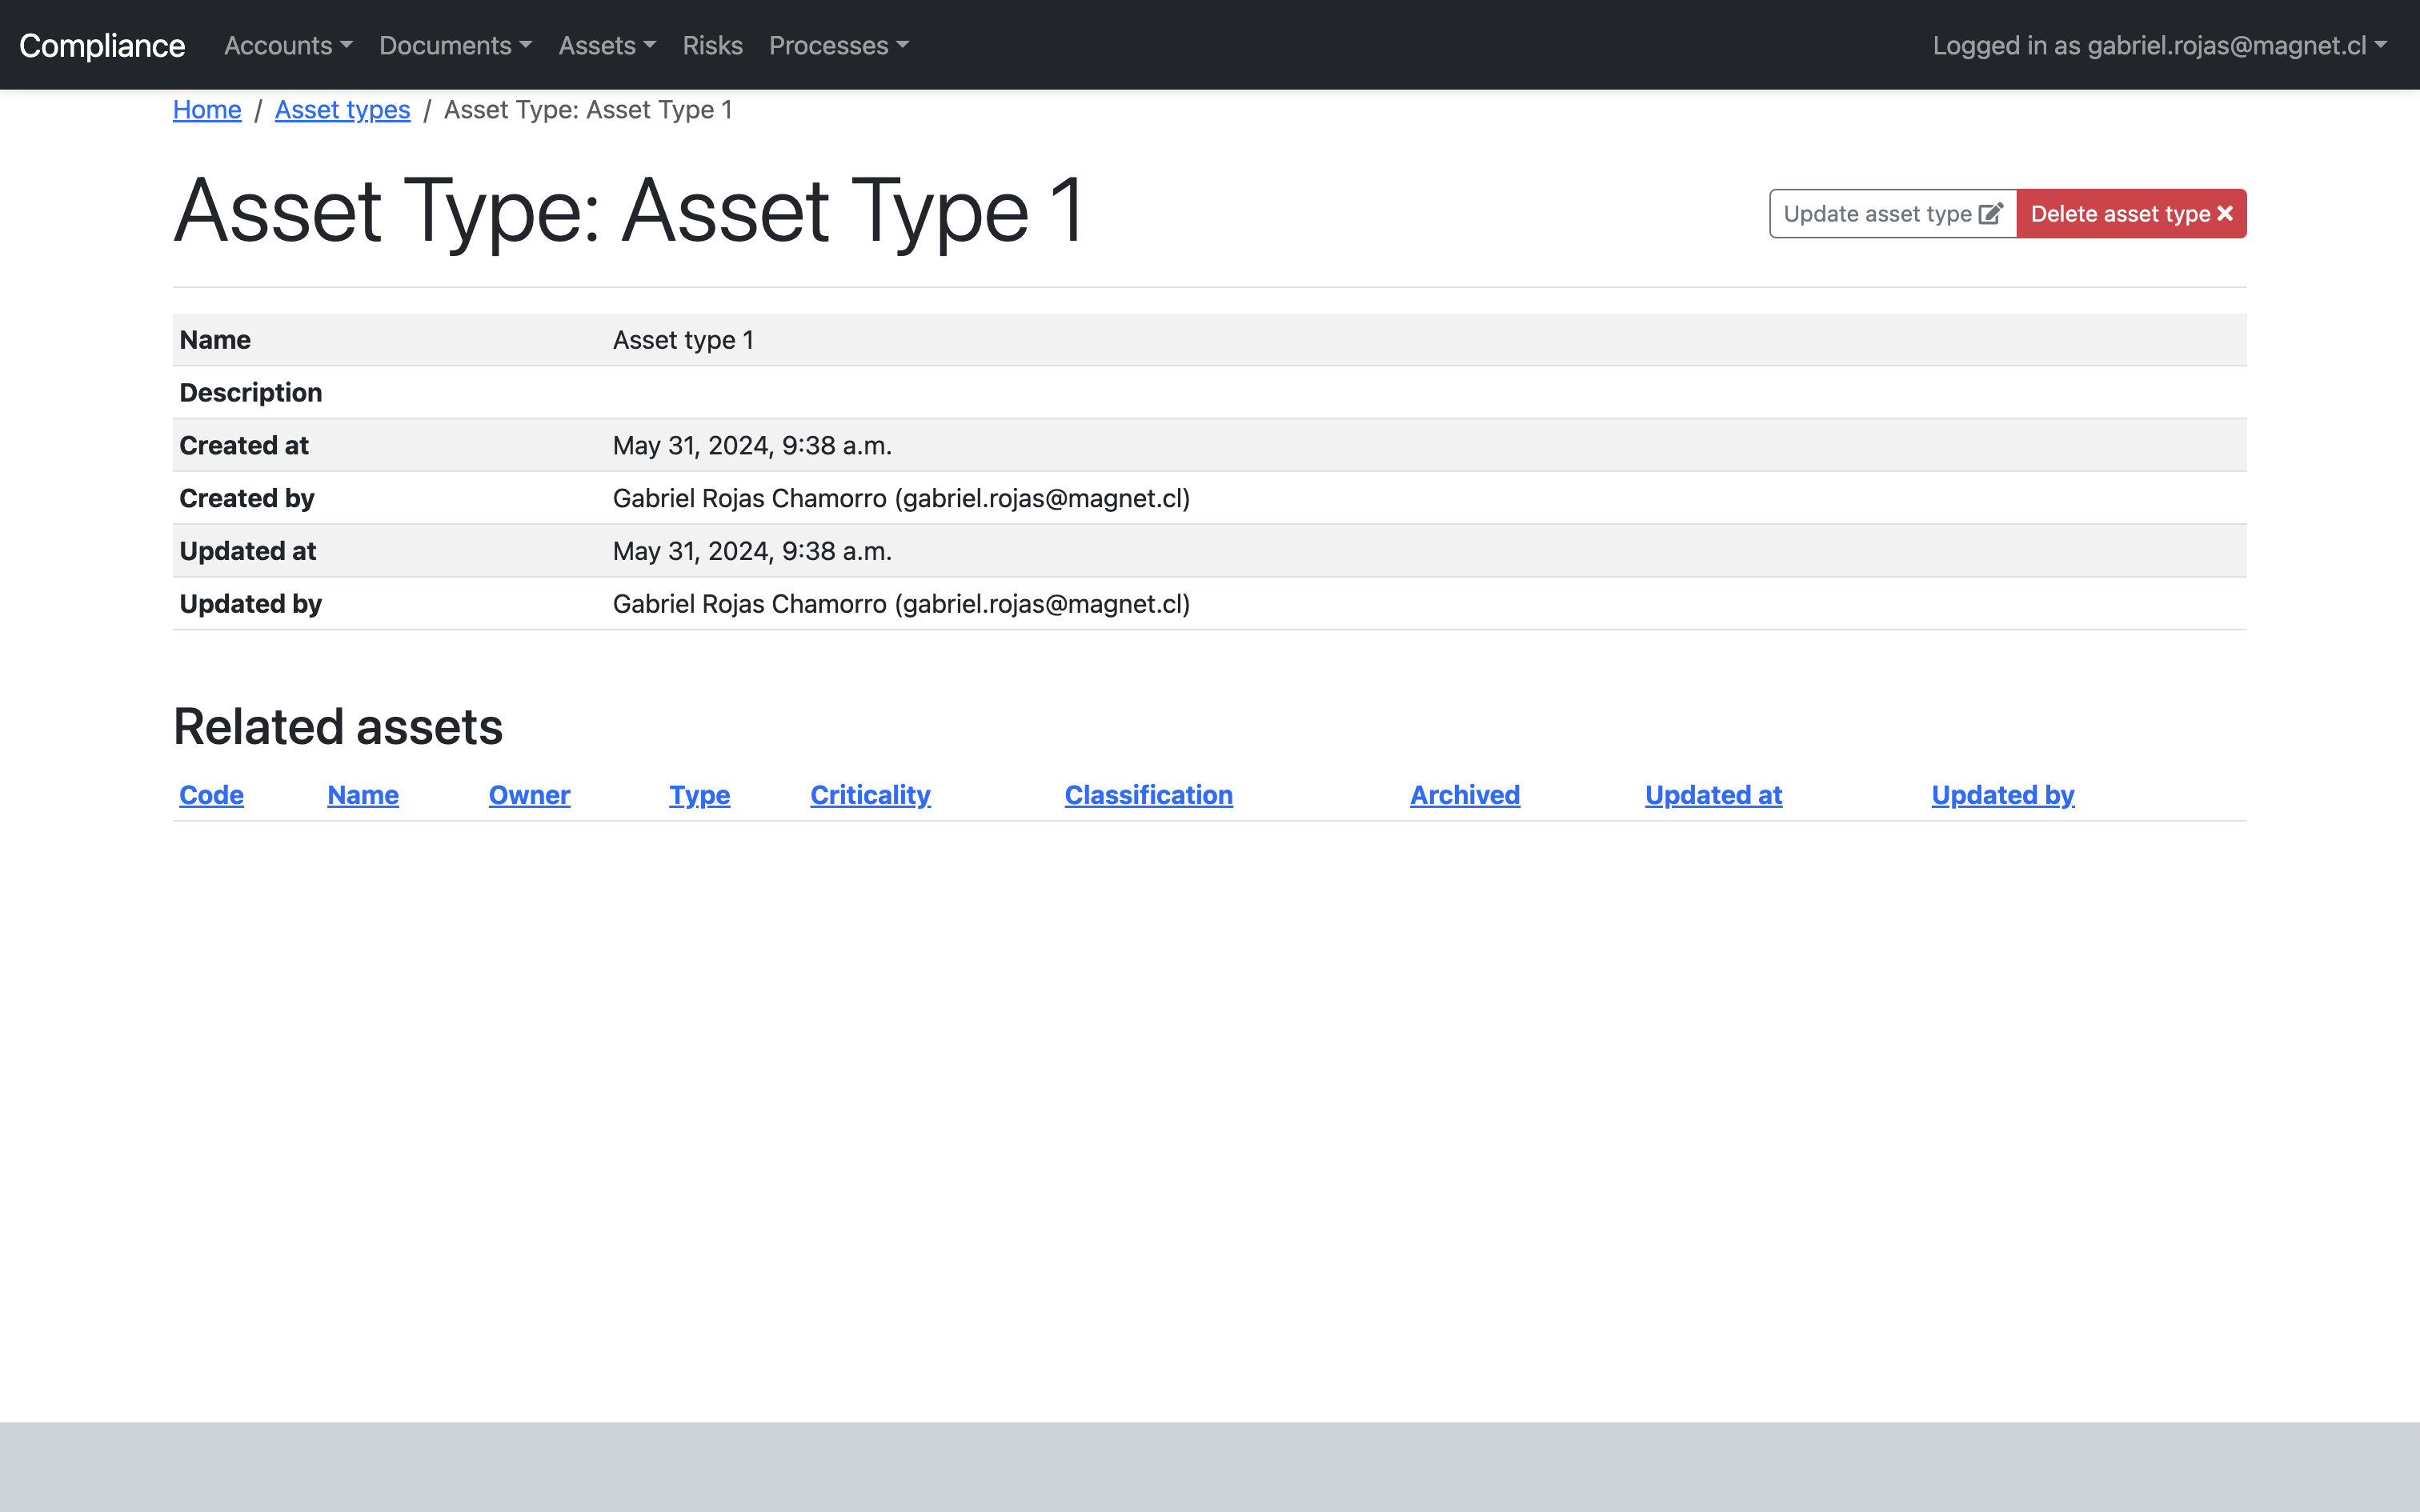 Compliance Accounts Documents Assets Risks Processes Logged in as gabriel.rojas@magnet.cl
Home / Asset types / Asset Type: Asset Type 1
Asset Type: Asset Type 1
Update asset type Delete asset type
Name Asset type 1
Description
Created at May 31, 2024, 9:38 a.m.
Created by Gabriel Rojas Chamorro (gabriel.rojas@magnet.cl)
Updated at May 31, 2024, 9:38 a.m.
Updated by Gabriel Rojas Chamorro (gabriel.rojas@magnet.cl)
Related assets
Code Name Owner Type Criticality Classification Archived Updated at Updated by